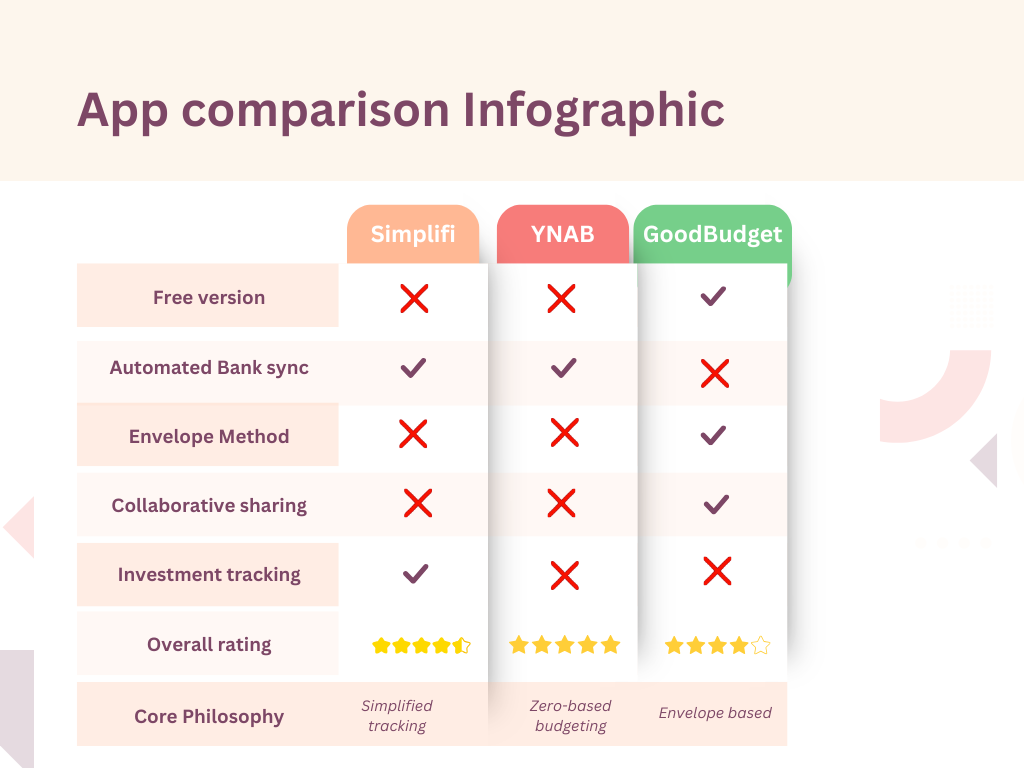 App comparison Infographic
Simplifi YNAB GoodBudget
Free version
Automated Bank sync
Envelope Method
Collaborative sharing
Investment tracking
Overall rating
Core Philosophy
Simplified
tracking
Zero-based
budgeting
Envelope based